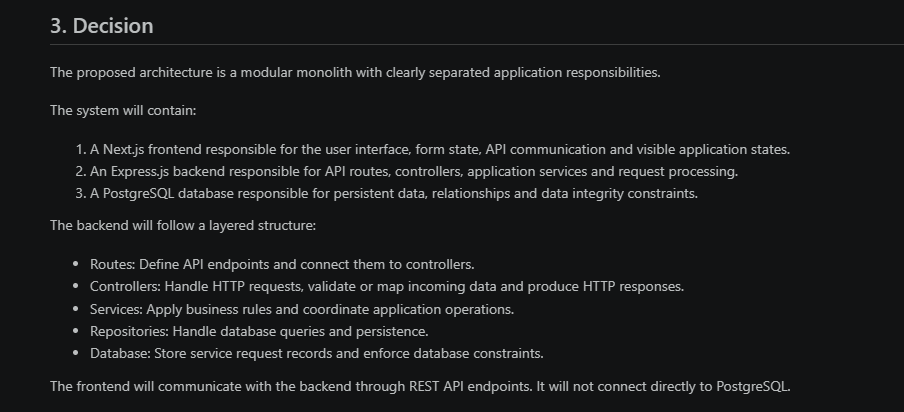 3. Decision
The proposed architecture is a modular monolith with clearly separated application responsibilities.
The system will contain:
1. A Next.js frontend responsible for the user interface, form state, API communication and visible application states.
2. An Express.js backend responsible for API routes, controllers, application services and request processing.
3. A PostgreSQL database responsible for persistent data, relationships and data integrity constraints.
The backend will follow a layered structure:
• Routes: Define API endpoints and connect them to controllers.
• Controllers: Handle HTTP requests, validate or map incoming data and produce HTTP responses.
• Services: Apply business rules and coordinate application operations.
• Repositories: Handle database queries and persistence.
• Database: Store service request records and enforce database constraints.
The frontend will communicate with the backend through REST API endpoints. It will not connect directly to PostgreSQL.